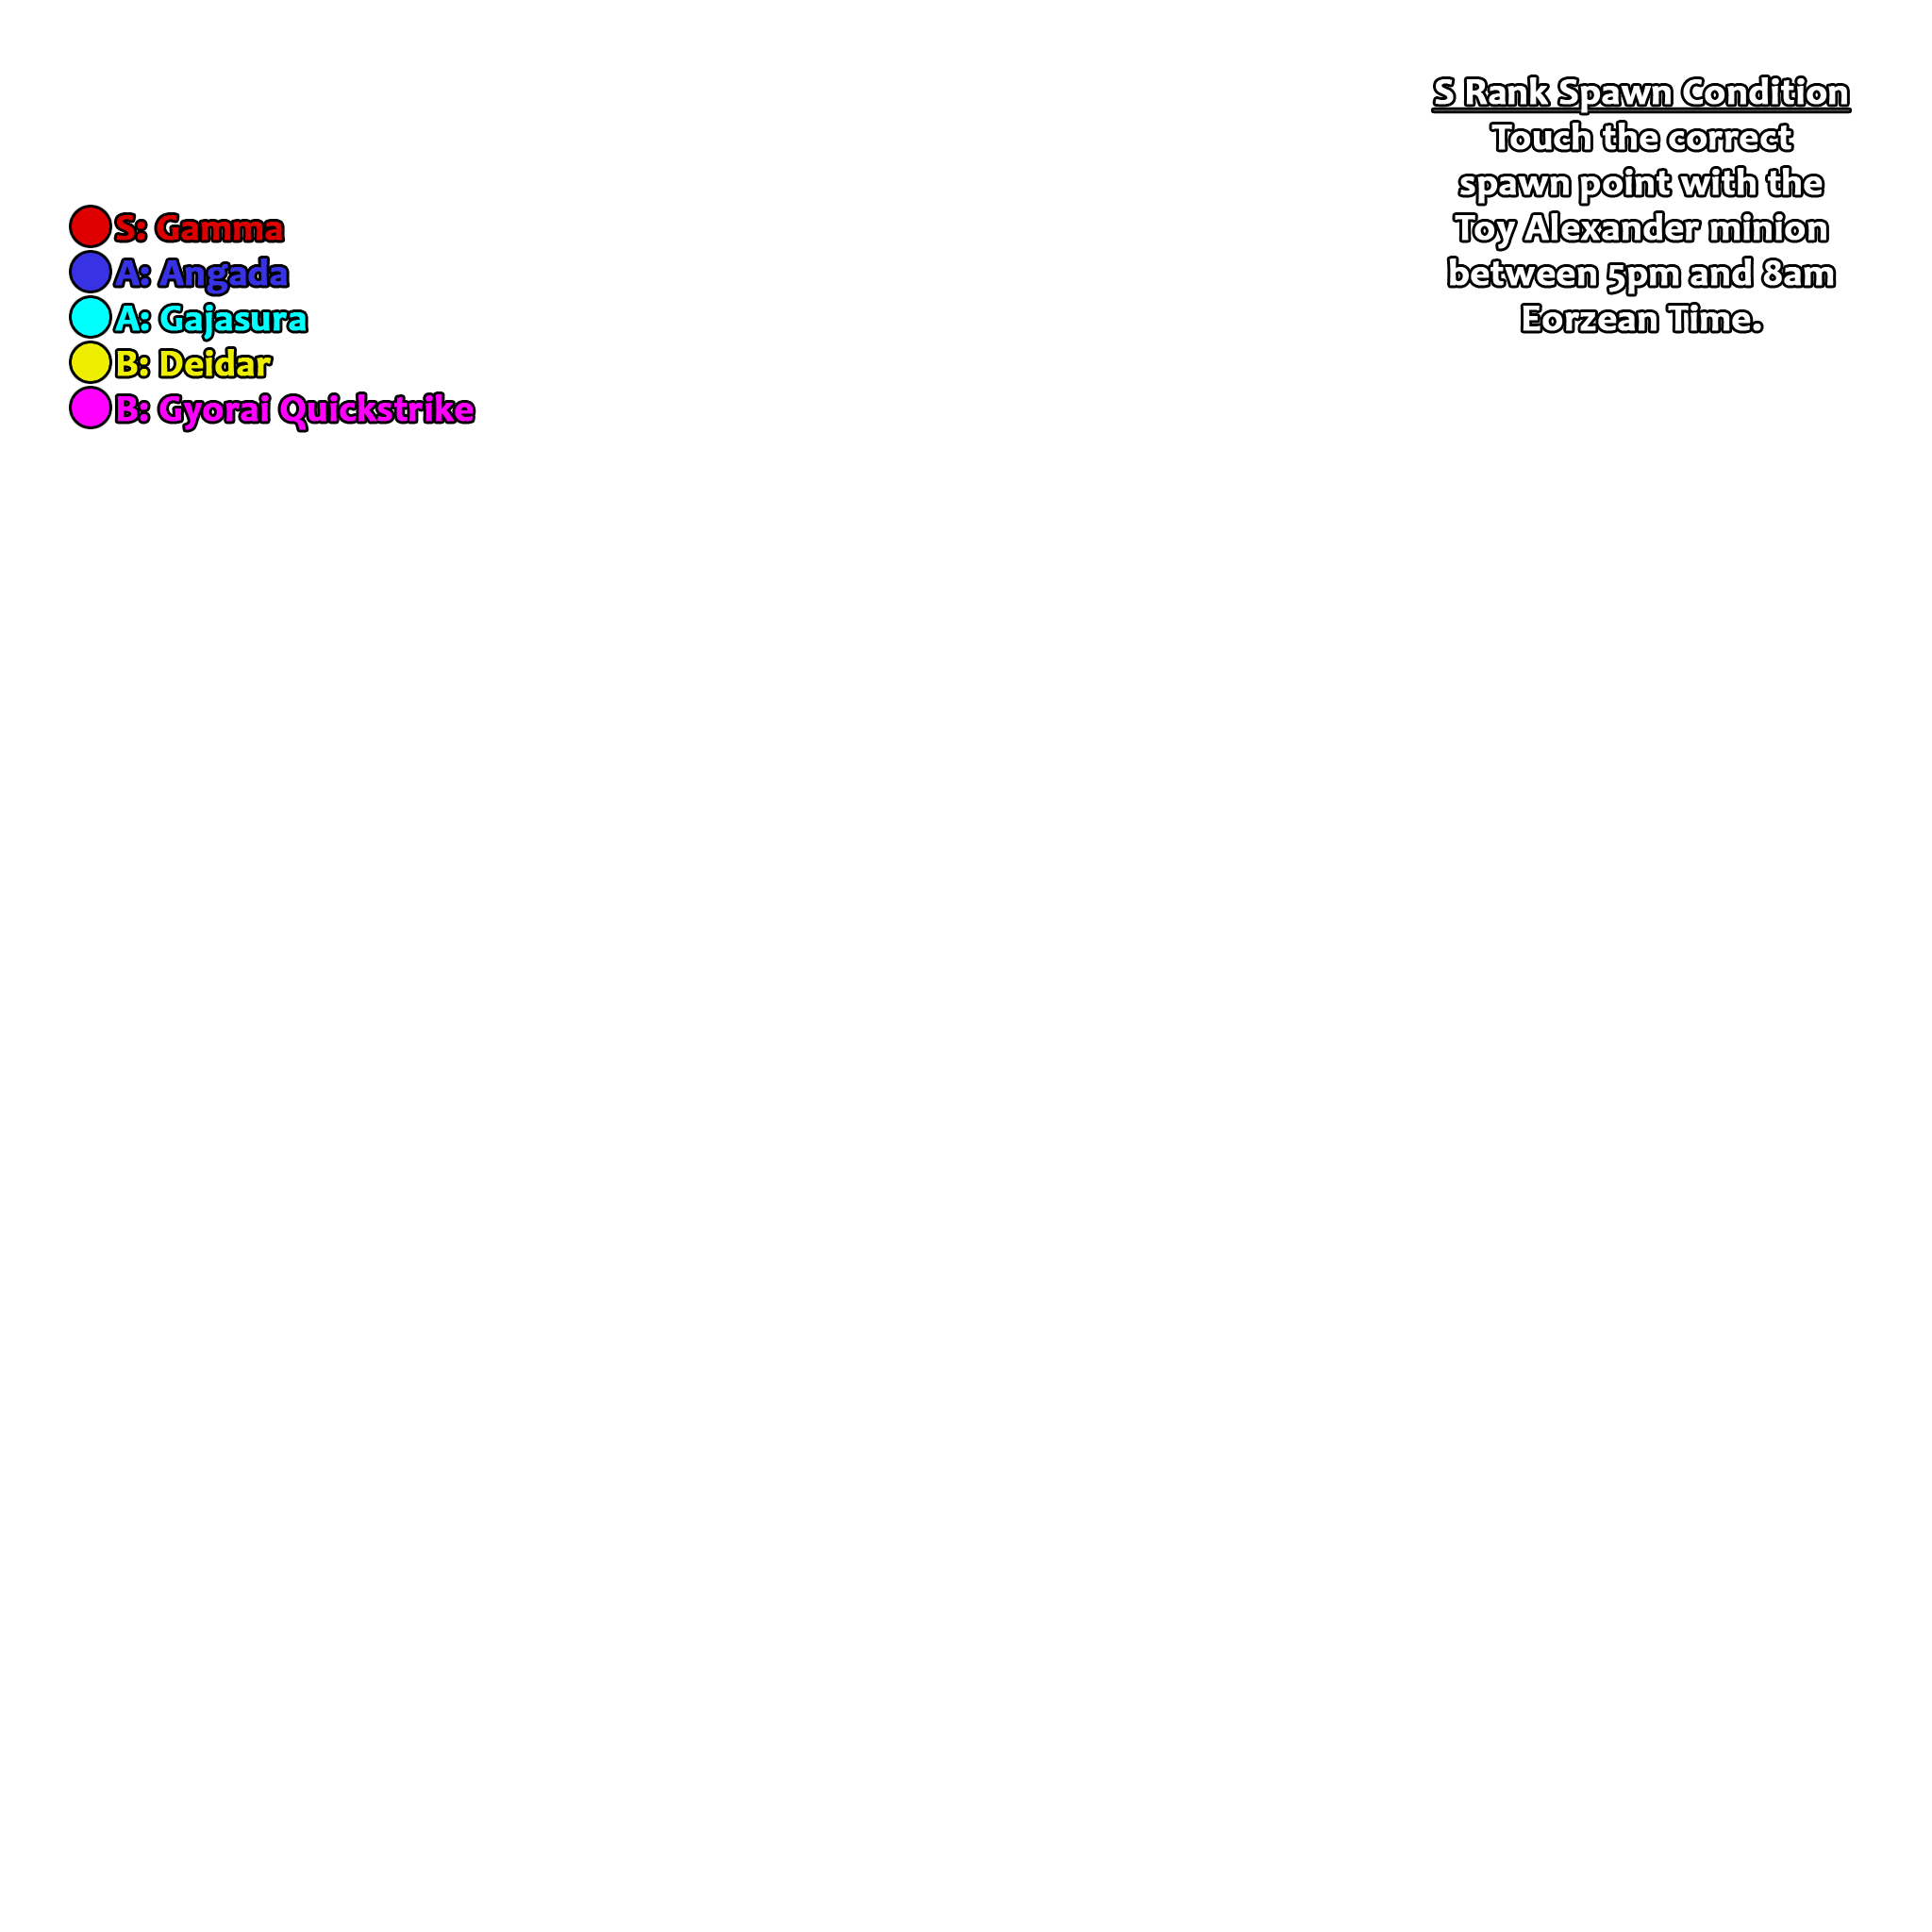 S Rank Spawn Condition
Touch the correct
spawn point with the
Toy Alexander minion
between 5pm and 8am
Eorzean Time.
S: Gamma
A: Angada
A: Gajasura
B: Deidar
B: Gyorai Quickstrike